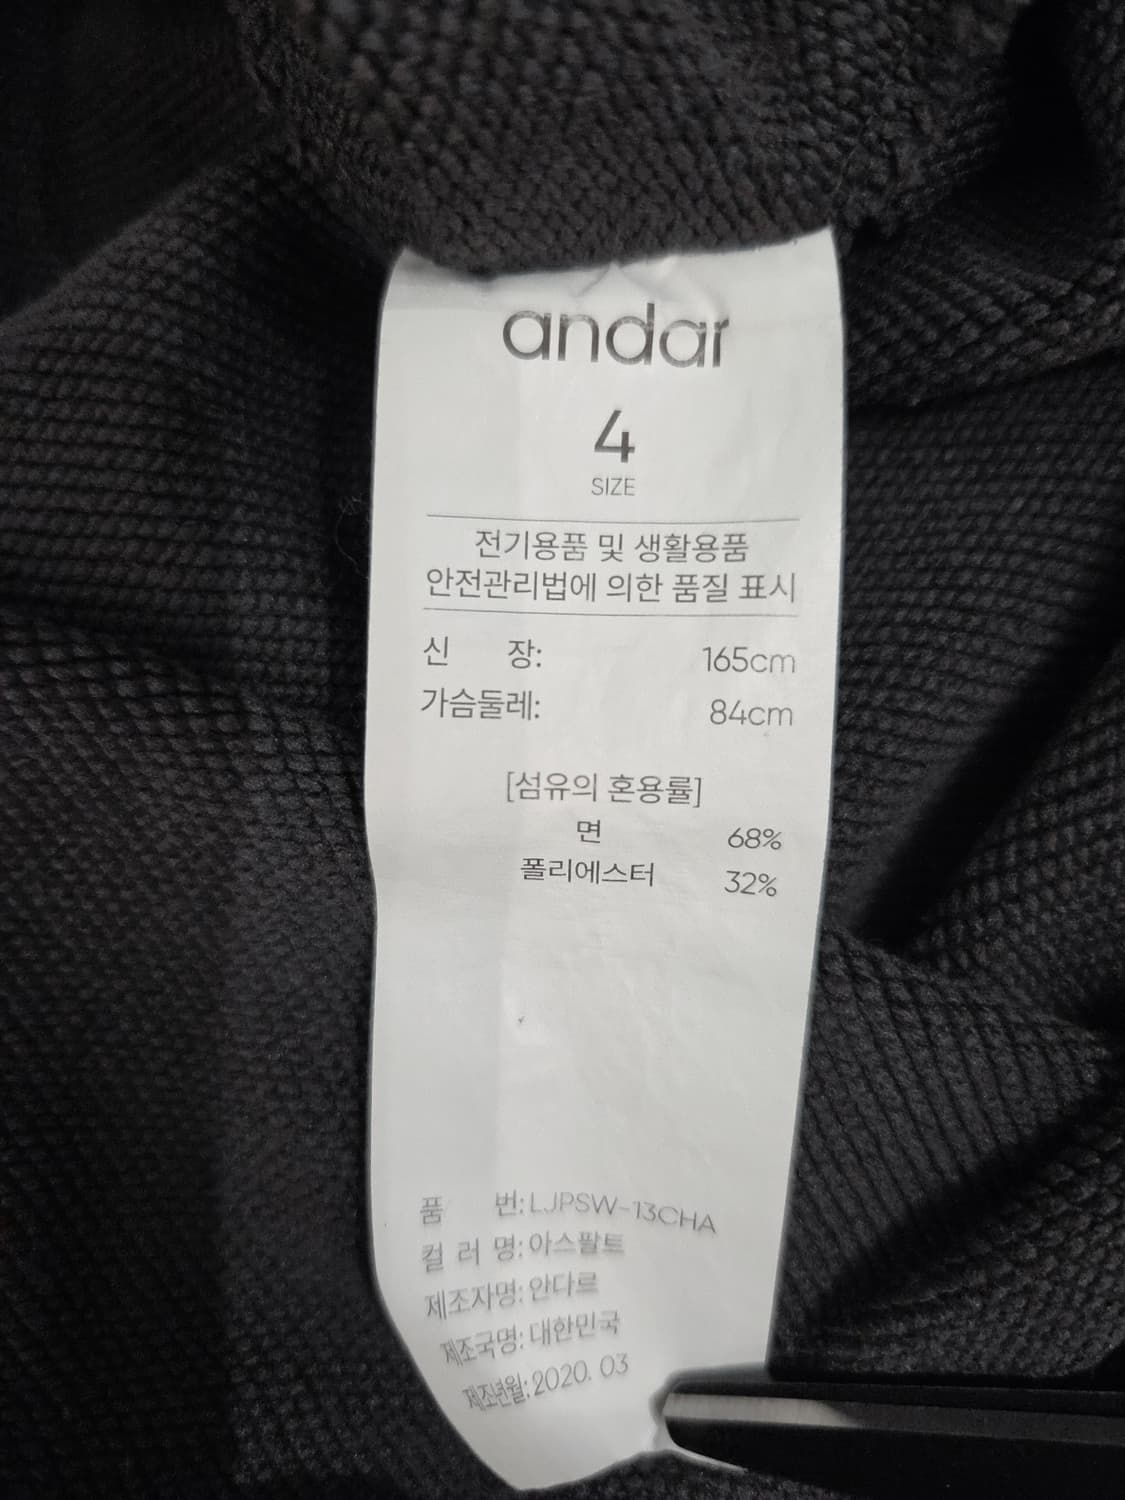 andar
4
SIZE
전기용품 및 생활용품
안전관리법에 의한 품질 표시
신 장: 165cm
가슴둘레: 84cm
[섬유의 혼용률]
면 68%
폴리에스터 32%
품 번: LJPSW-13CHA
컬 러 명: 아스팔트
제조자명: 안다르
제조국명: 대한민국
제조년월: 2020. 03